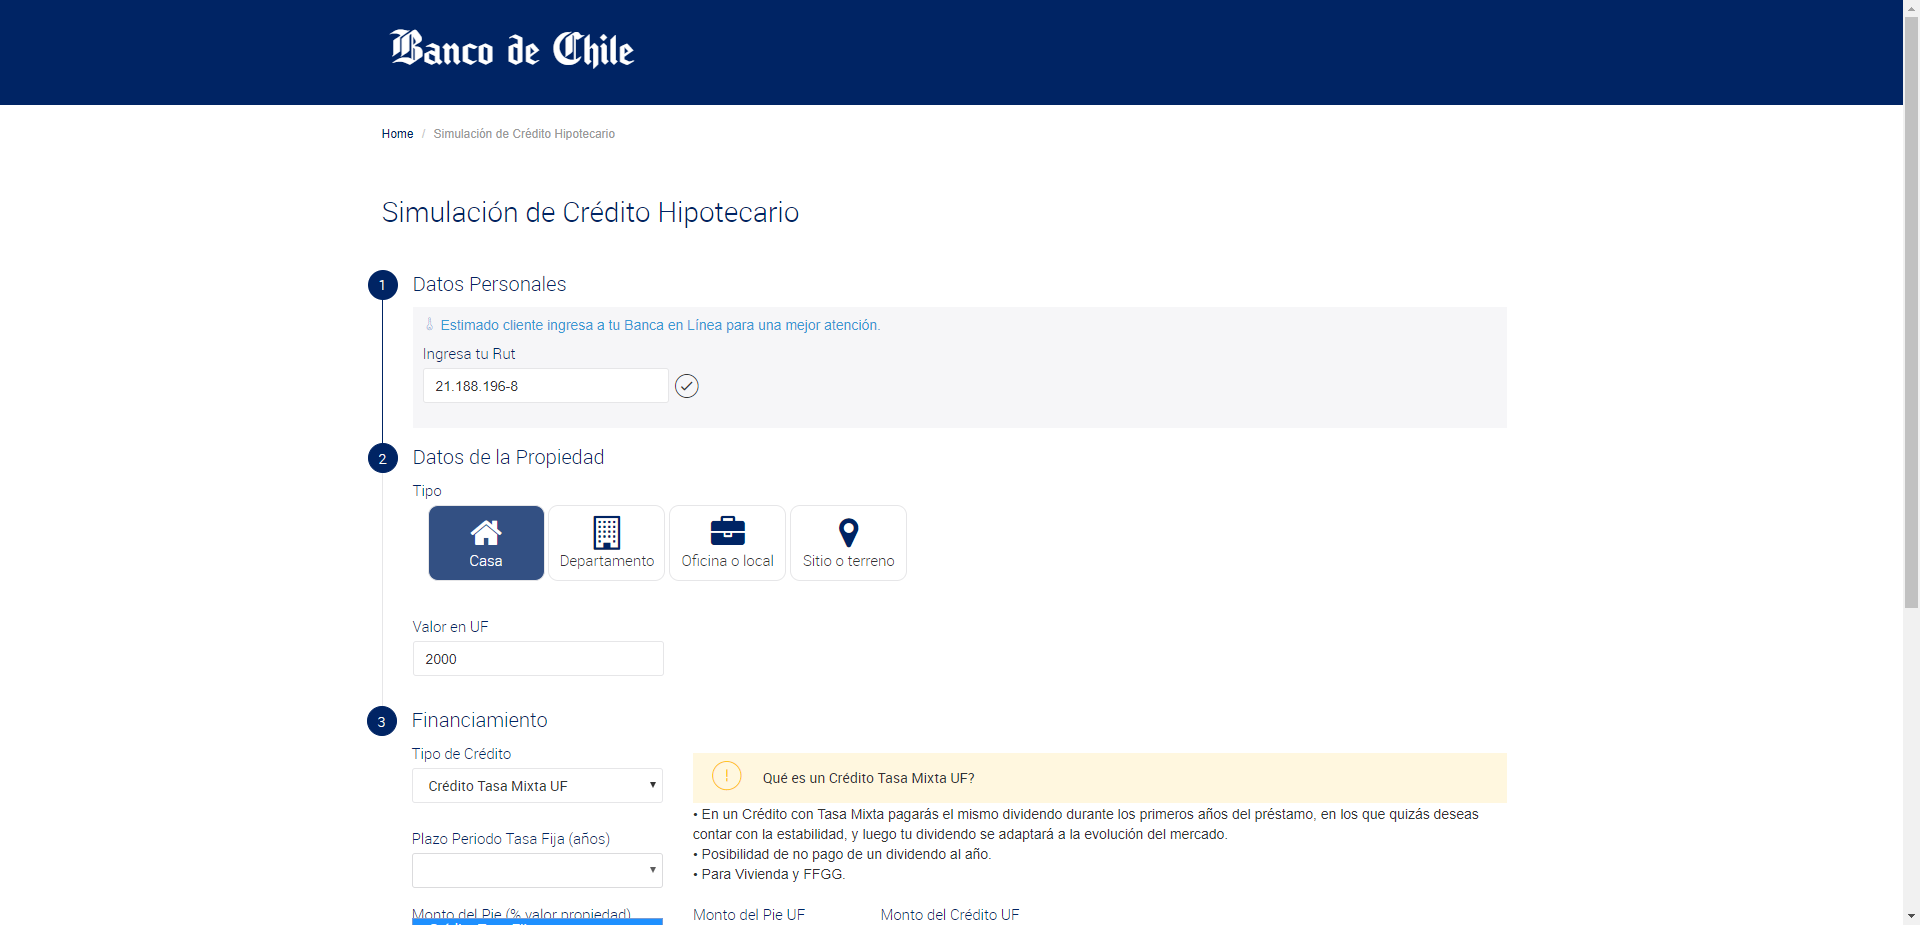 Banco de Chile
Home / Simulación de Crédito Hipotecario
Simulación de Crédito Hipotecario
1 Datos Personales
Estimado cliente ingresa a tu Banca en Línea para una mejor atención.
Ingresa tu Rut
21.188.196-8
2 Datos de la Propiedad
Tipo
Casa Departamento Oficina o local Sitio o terreno
Valor en UF
2000
3 Financiamiento
Tipo de Crédito
Crédito Tasa Mixta UF
Qué es un Crédito Tasa Mixta UF?
• En un Crédito con Tasa Mixta pagarás el mismo dividendo durante los primeros años del préstamo, en los que quizás deseas
contar con la estabilidad, y luego tu dividendo se adaptará a la evolución del mercado.
• Posibilidad de no pago de un dividendo al año.
• Para Vivienda y FFGG.
Plazo Periodo Tasa Fija (años)
Monto del Pie (% valor propiedad) Monto del Pie UF Monto del Crédito UF